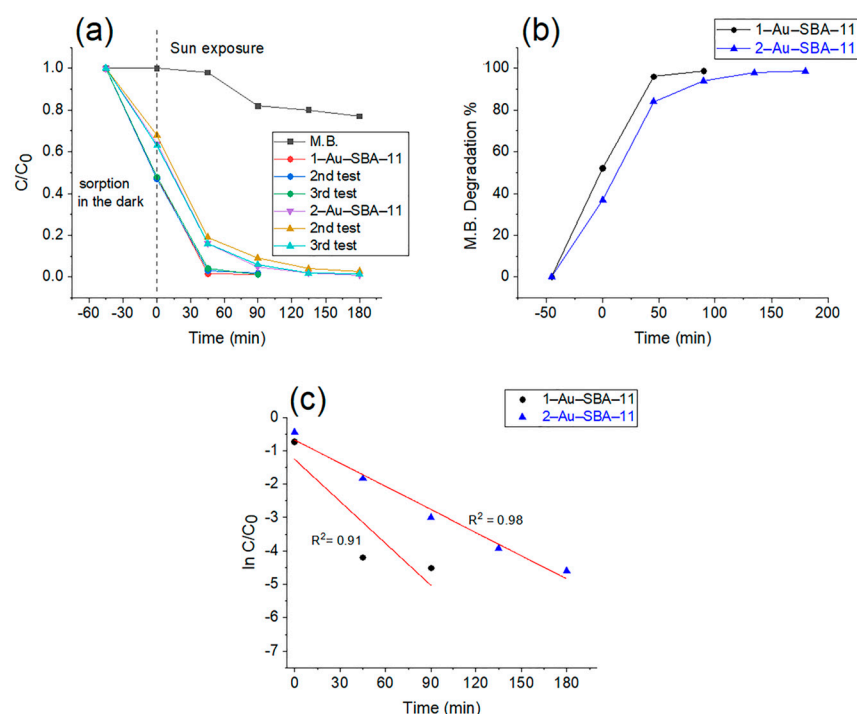 (a)
Sun exposure
1.0
0.8
0.6
0.4
0.2
0.0
C/C0
sorption
in the dark
M.B.
1–Au–SBA–11
2nd test
3rd test
2–Au–SBA–11
2nd test
3rd test
-60 -30 0 30 60 90 120 150 180
Time (min)
(b)
1–Au–SBA–11
2–Au–SBA–11
100
80
60
40
20
0
M.B. Degradation %
-50 0 50 100 150 200
Time (min)
(c)
1–Au–SBA–11
2–Au–SBA–11
0
-1
-2
-3
-4
-5
-6
-7
ln C/C0
R²= 0.91
R² = 0.98
0 30 60 90 120 150 180
Time (min)